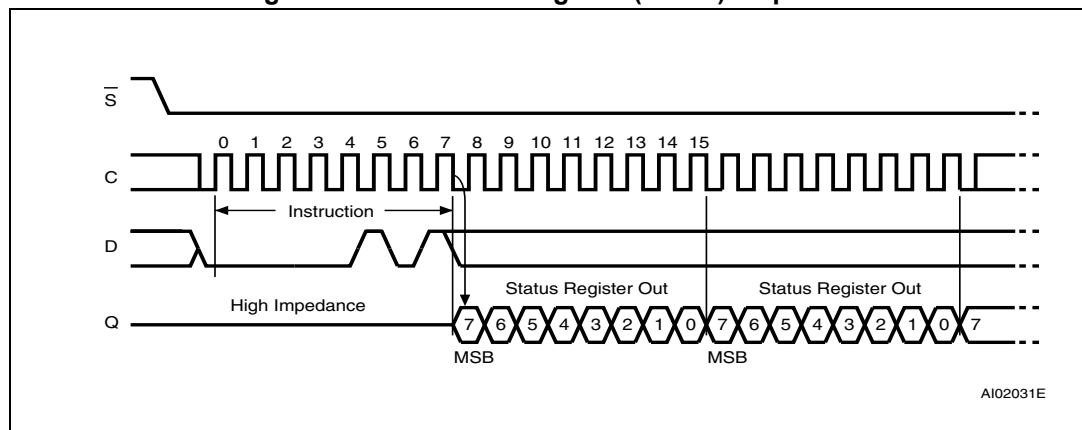 S
0 1 2 3 4 5 6 7 8 9 10 11 12 13 14 15
C
Instruction
D
Status Register Out Status Register Out
High Impedance
Q 7 6 5 4 3 2 1 0 7 6 5 4 3 2 1 0 7
MSB MSB
AI02031E